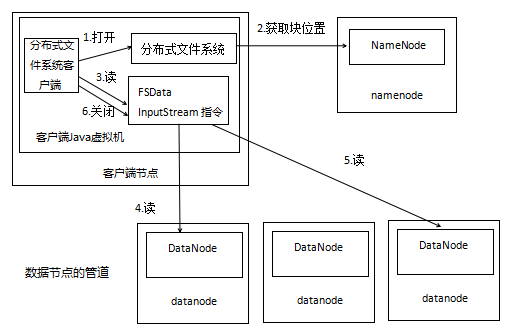 1.打开
2.获取块位置
分布式文
件系统客
户端
分布式文件系统
NameNode
namenode
3.读
FSData
InputStream 指令
6.关闭
客户端Java虚拟机
客户端节点
5.读
4.读
数据节点的管道
DataNode
datanode
DataNode
datanode
DataNode
datanode